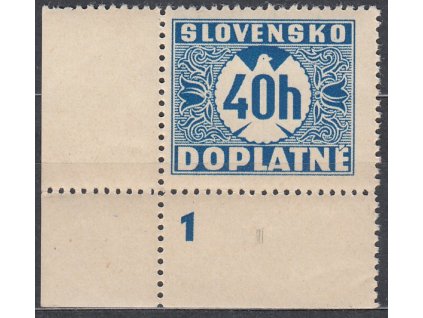 SLOVENSKO
40h
DOPLATNÉ
1